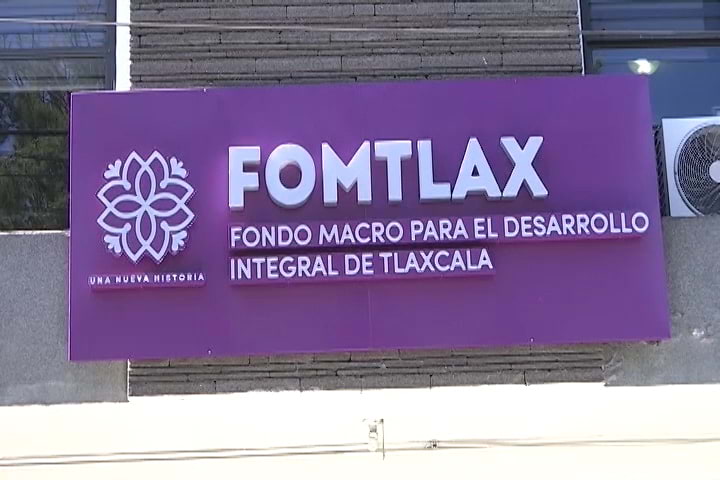 FOMTLAX
FONDO MACRO PARA EL DESARROLLO
INTEGRAL DE TLAXCALA
UNA NUEVA HISTORIA